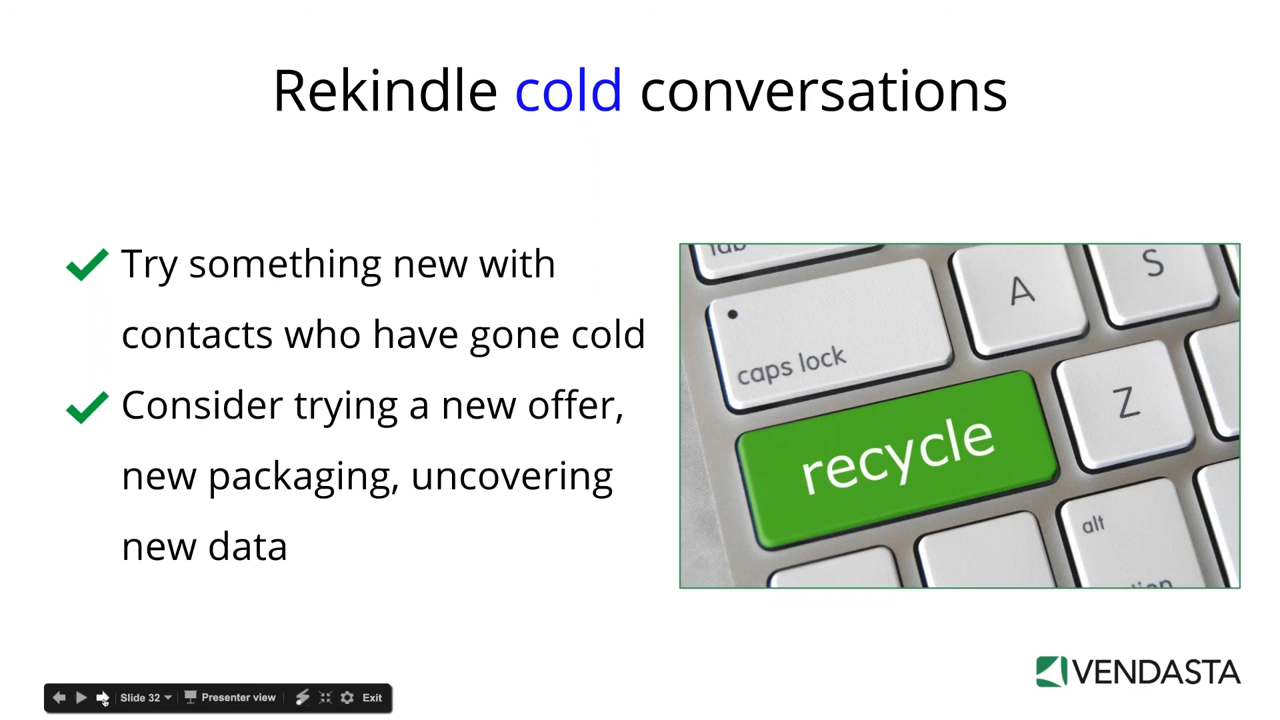 Rekindle cold conversations
Try something new with
contacts who have gone cold
Consider trying a new offer,
new packaging, uncovering
new data
tab
A
S
caps lock
recycle
Z
alt
VENDASTA
Slide 32
Presenter view
Exit